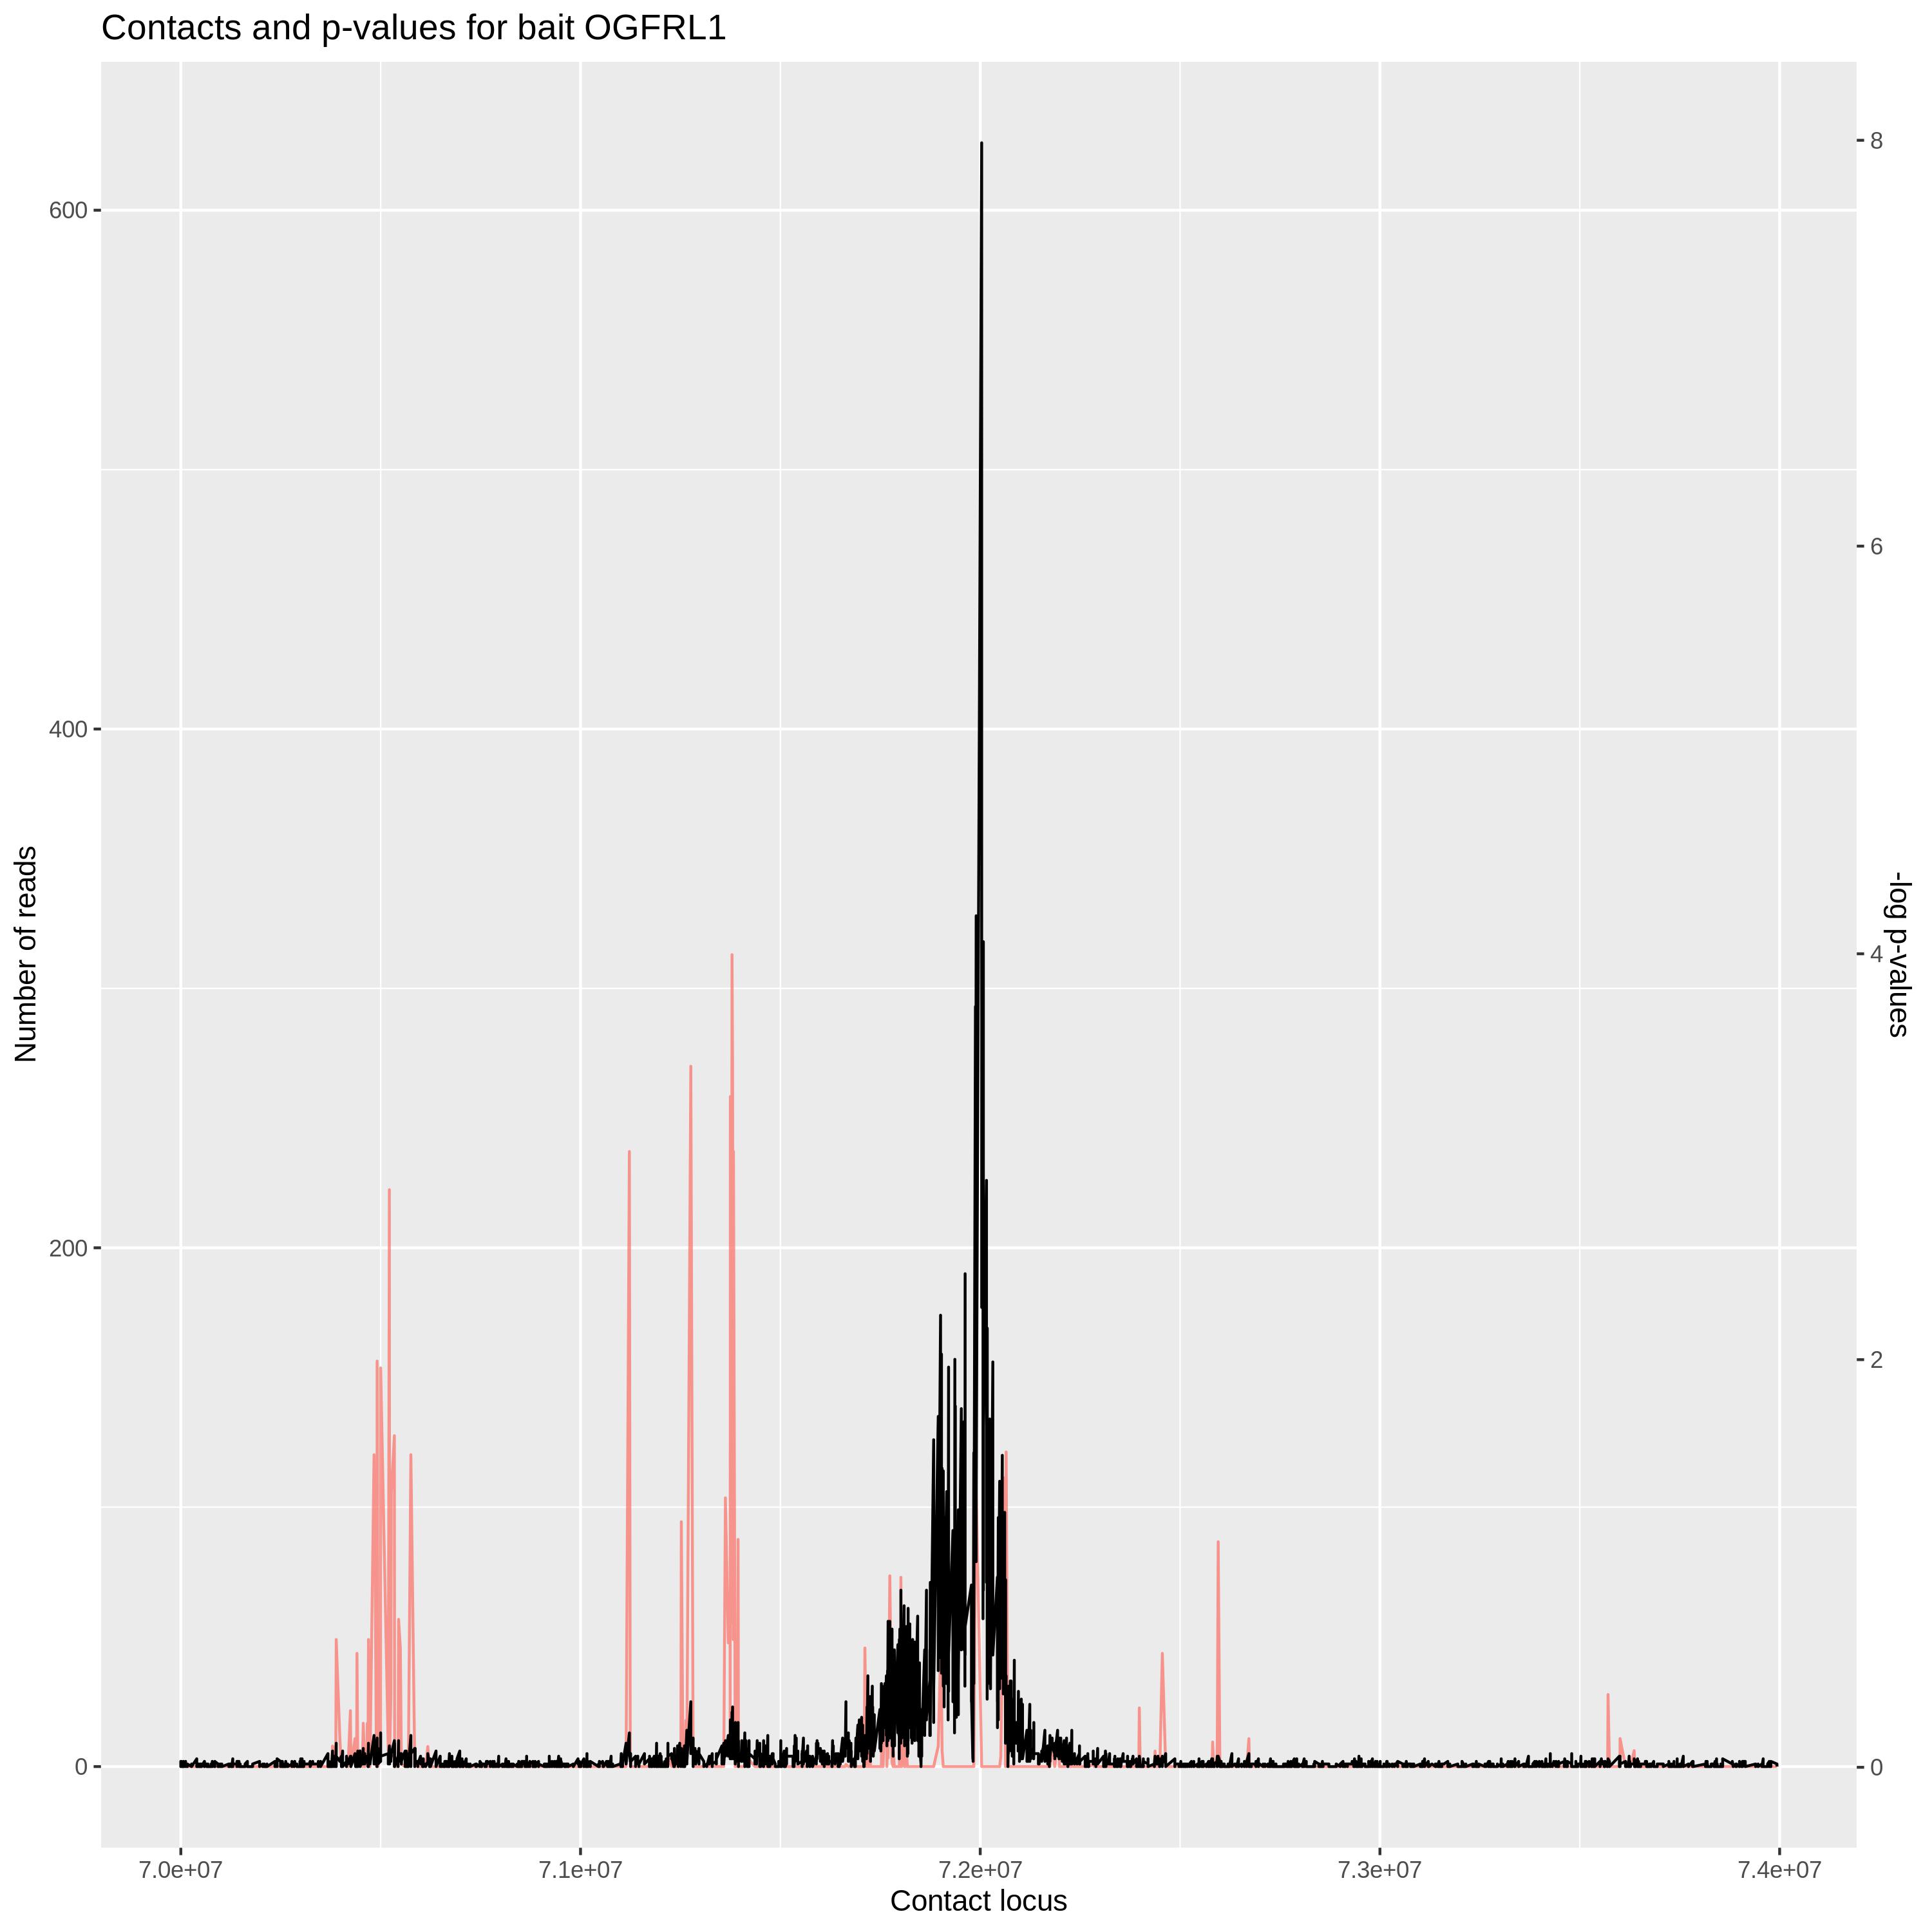 Contacts and p-values for bait OGFRL1
8
600
6
400
4
200
2
0
0
Number of reads
-log p-values
7.0e+07
7.1e+07
7.2e+07
7.3e+07
7.4e+07
Contact locus